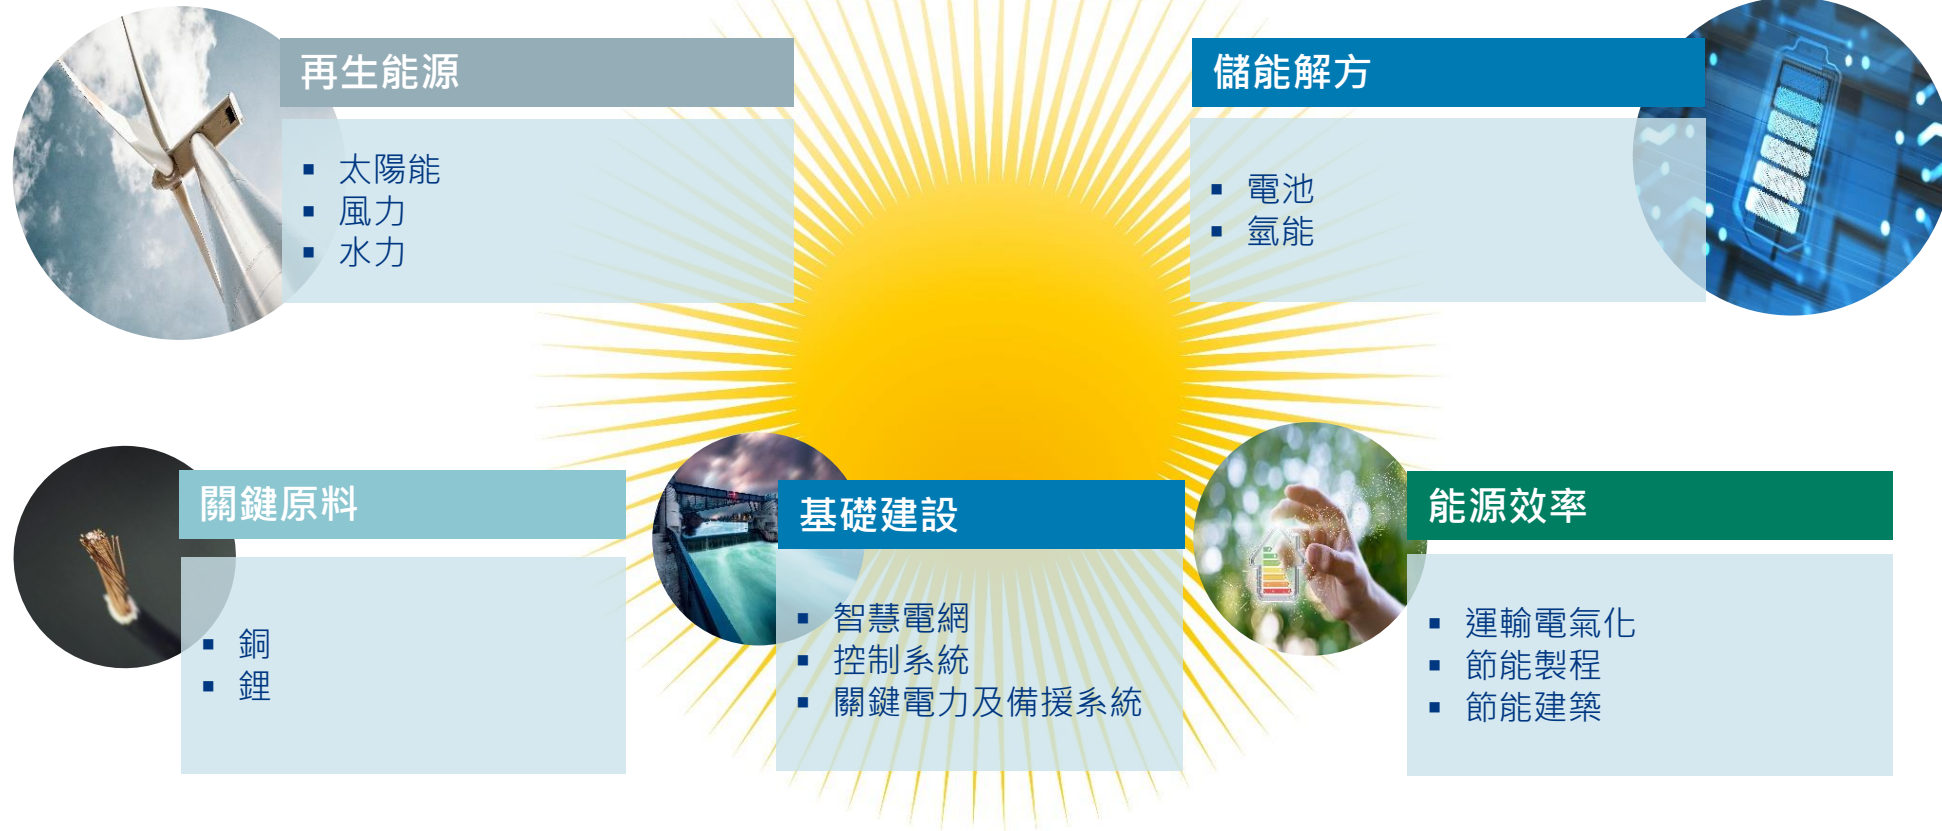 再生能源
▪ 太陽能
▪ 風力
▪ 水力
儲能解方
▪ 電池
▪ 氫能
關鍵原料
▪ 銅
▪ 鋰
基礎建設
▪ 智慧電網
▪ 控制系統
▪ 關鍵電力及備援系統
能源效率
▪ 運輸電氣化
▪ 節能製程
▪ 節能建築